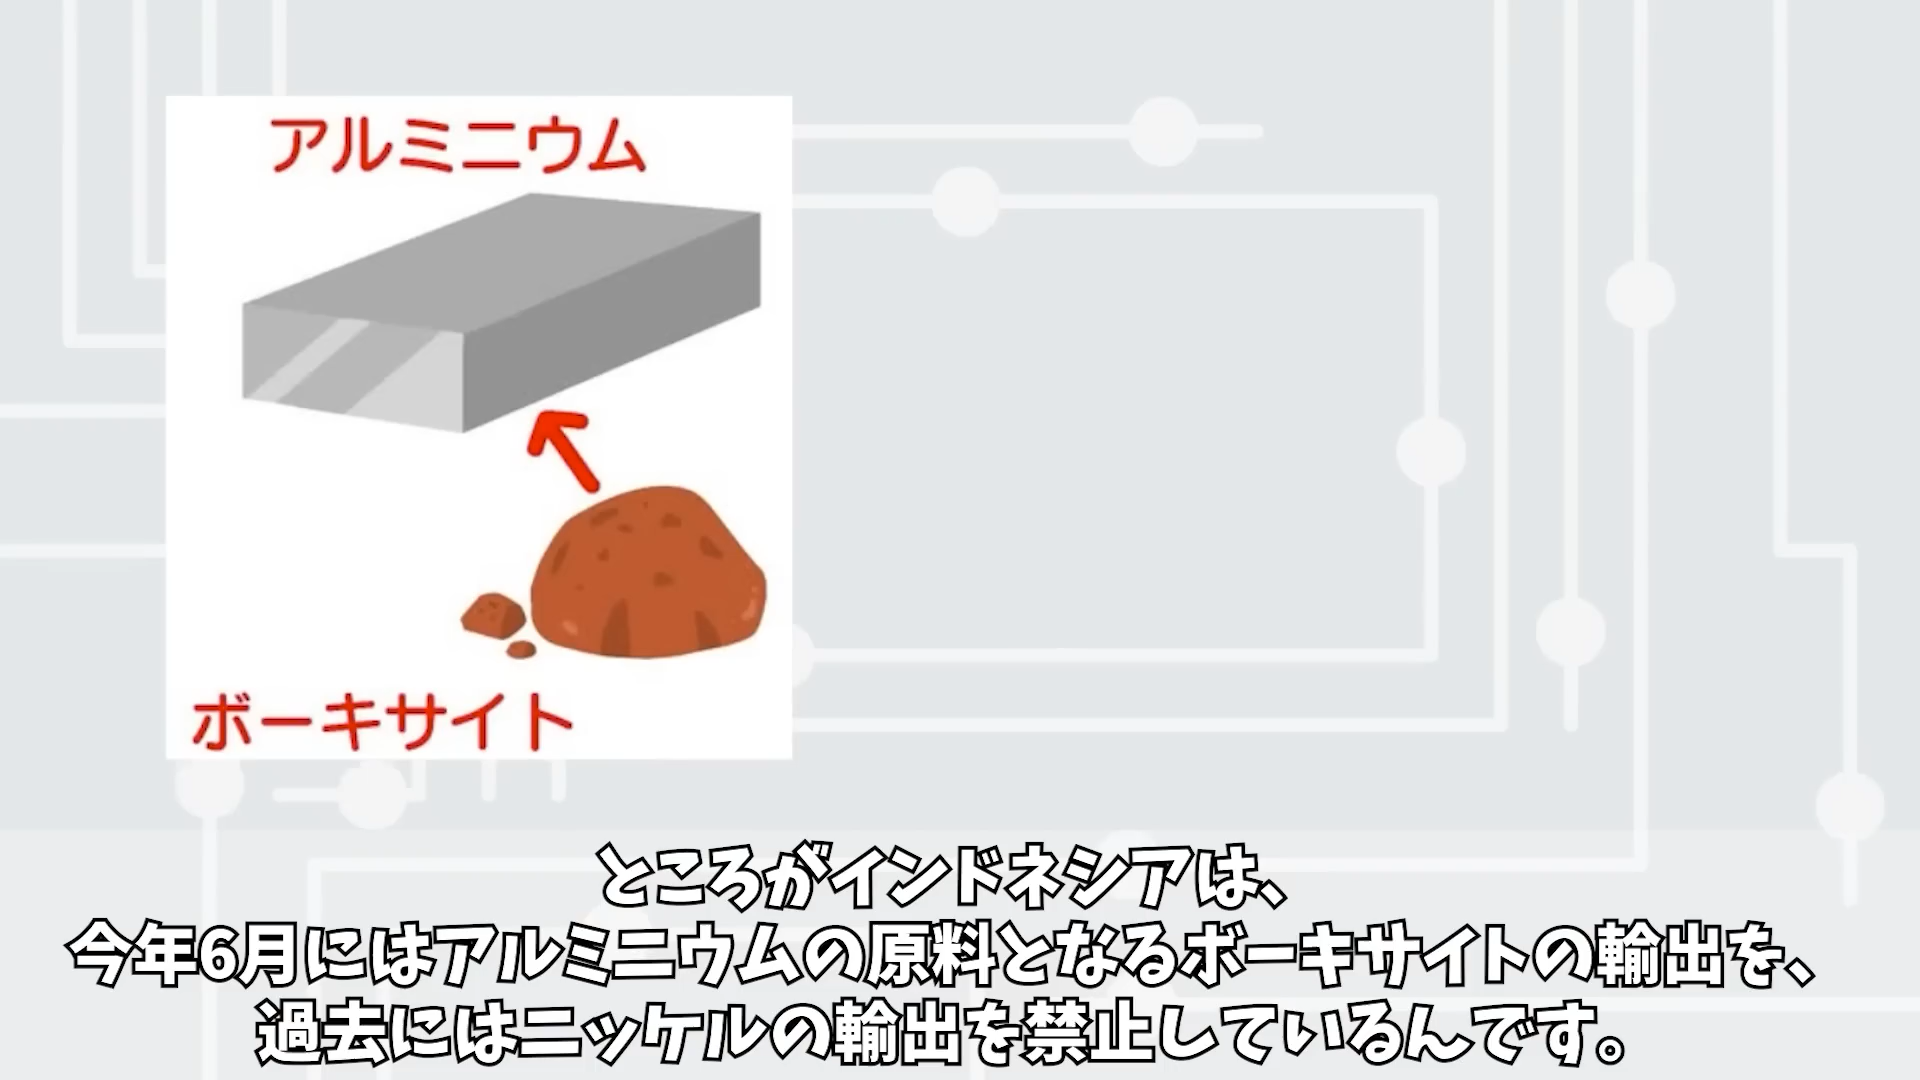 アルミニウム
ボーキサイト
ところがインドネシアは、
今年6月にはアルミニウムの原料となるボーキサイトの輸出を、
過去にはニッケルの輸出を禁止しているんです。